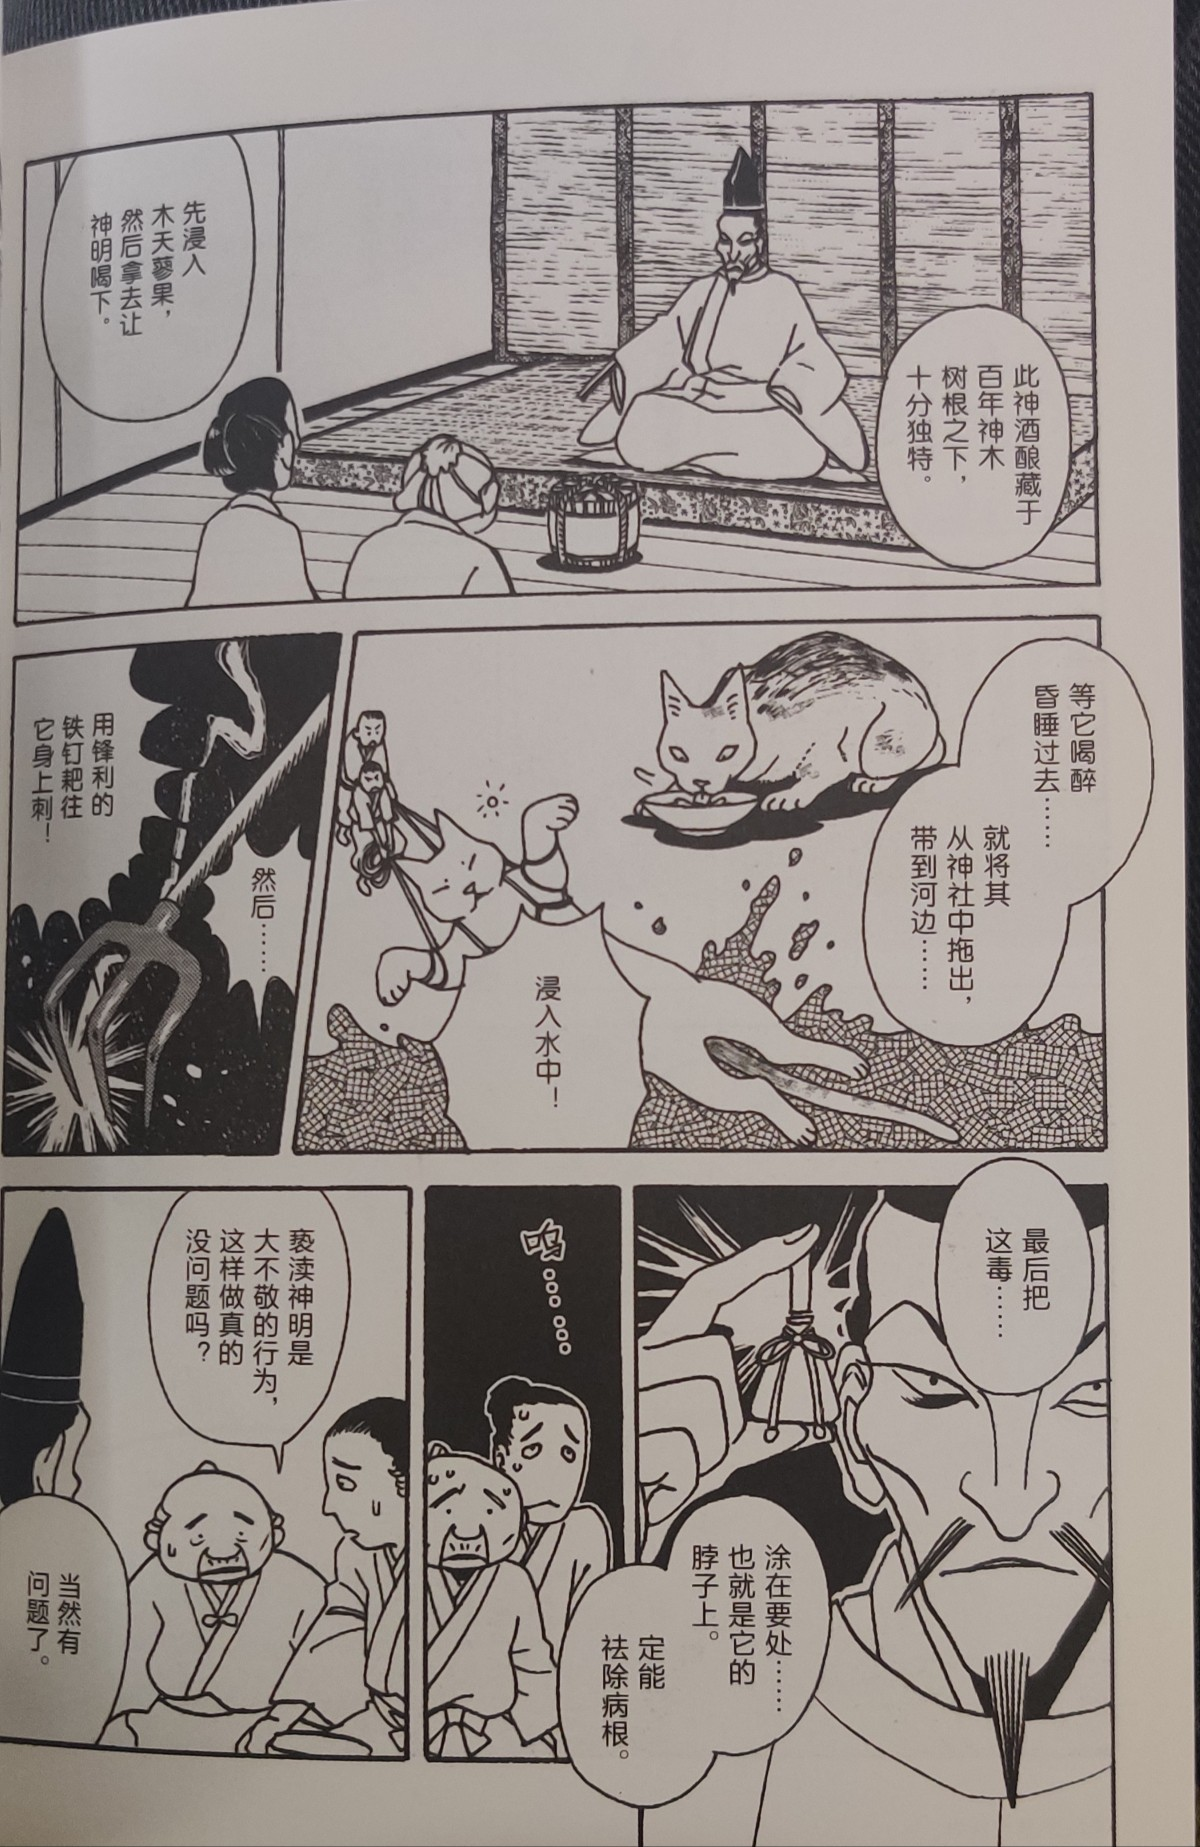 此神酒酿藏于
百年神木
树根之下，
十分独特。
先浸入
木天蓼果，
然后拿去让
神明喝下。
等它喝醉
昏睡过去……
就将其
从神社中拖出，
带到河边……
浸入水中！
然后……
用锋利的
铁钉耙往
它身上刺！
最后把
这毒……
涂在要处……
也就是它的
脖子上。
定能
祛除病根。
呜……
亵渎神明是
大不敬的行为，
这样做真的
没问题吗？
当然有
问题了。